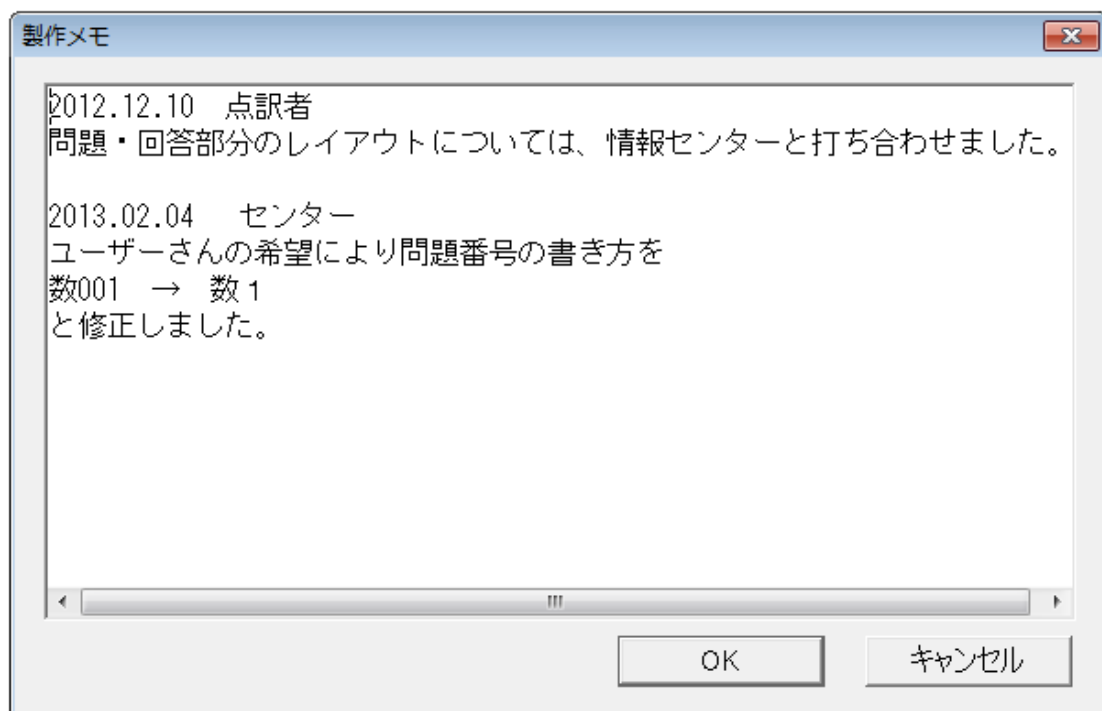 製作メモ
2012.12.10　点訳者
問題・回答部分のレイアウトについては、情報センターと打ち合わせました。
2013.02.04　 センター
ユーザーさんの希望により問題番号の書き方を
数001　→　数１
と修正しました。
OK
キャンセル